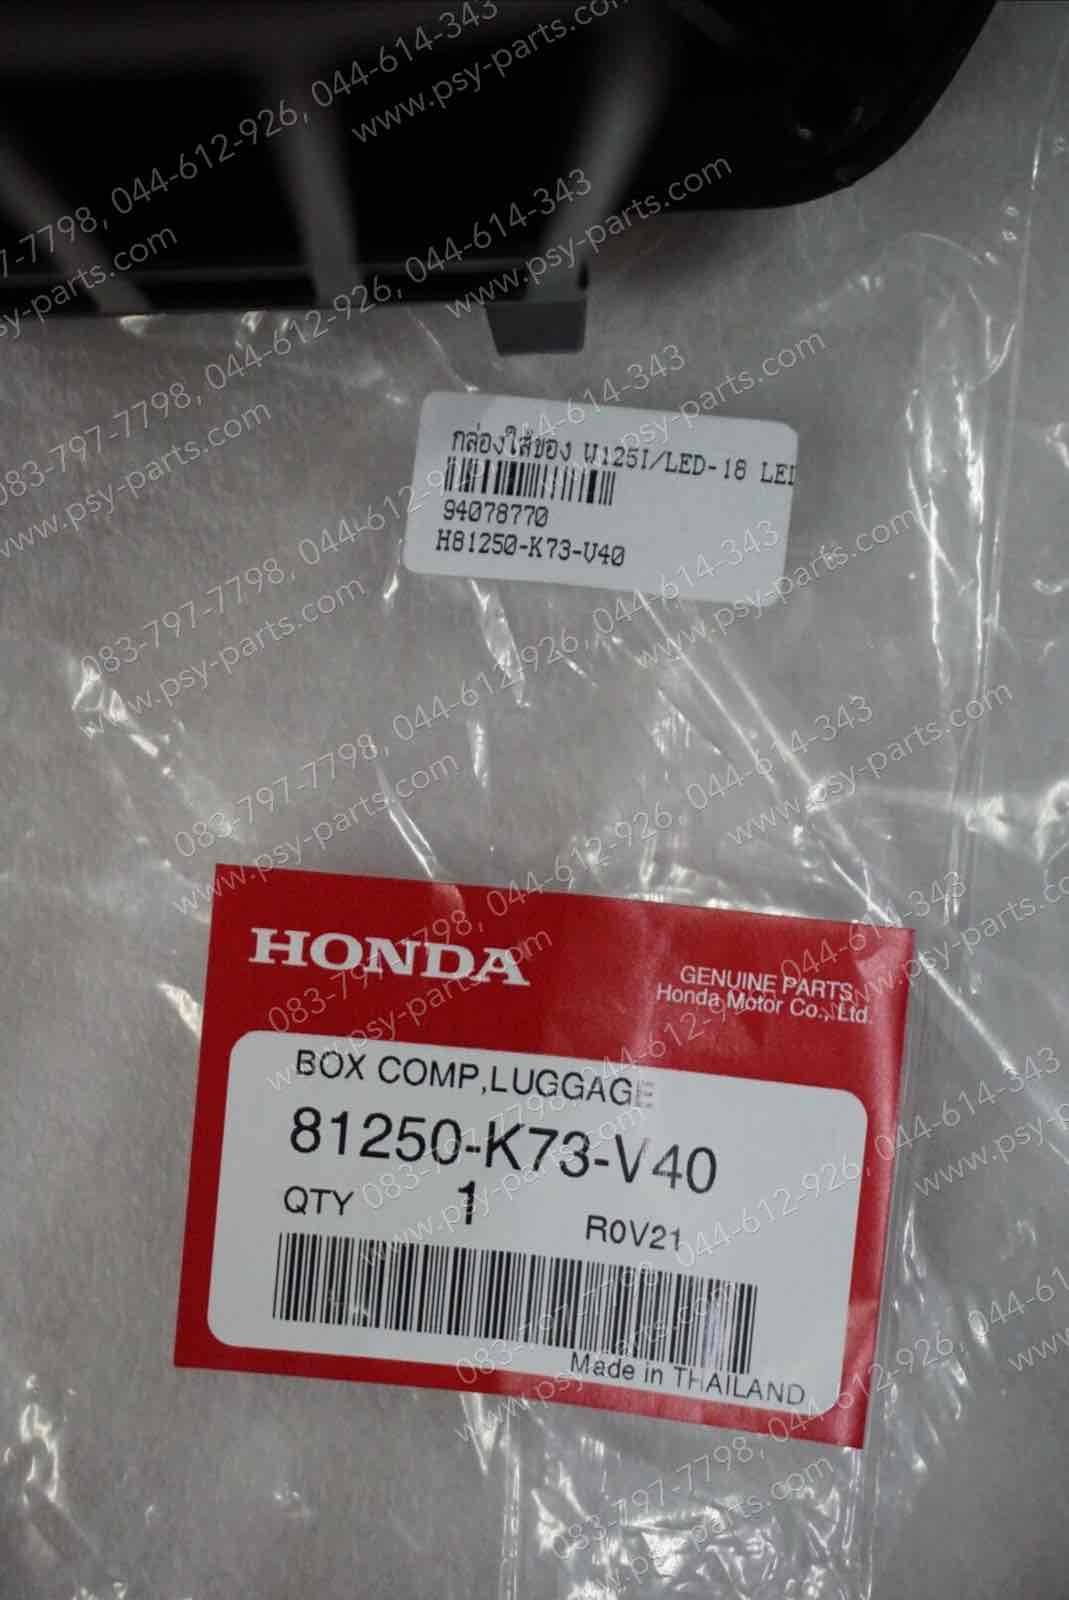 กล่องใส่ของ W125I/LED-18 LED
94078770
H81250-K73-V40
HONDA
GENUINE PARTS
Honda Motor Co., Ltd.
BOX COMP,LUGGAGE
81250-K73-V40
QTY 1 R0V21
Made in THAILAND
083-797-7798, 044-612-926, 044-614-343
www.psy-parts.com